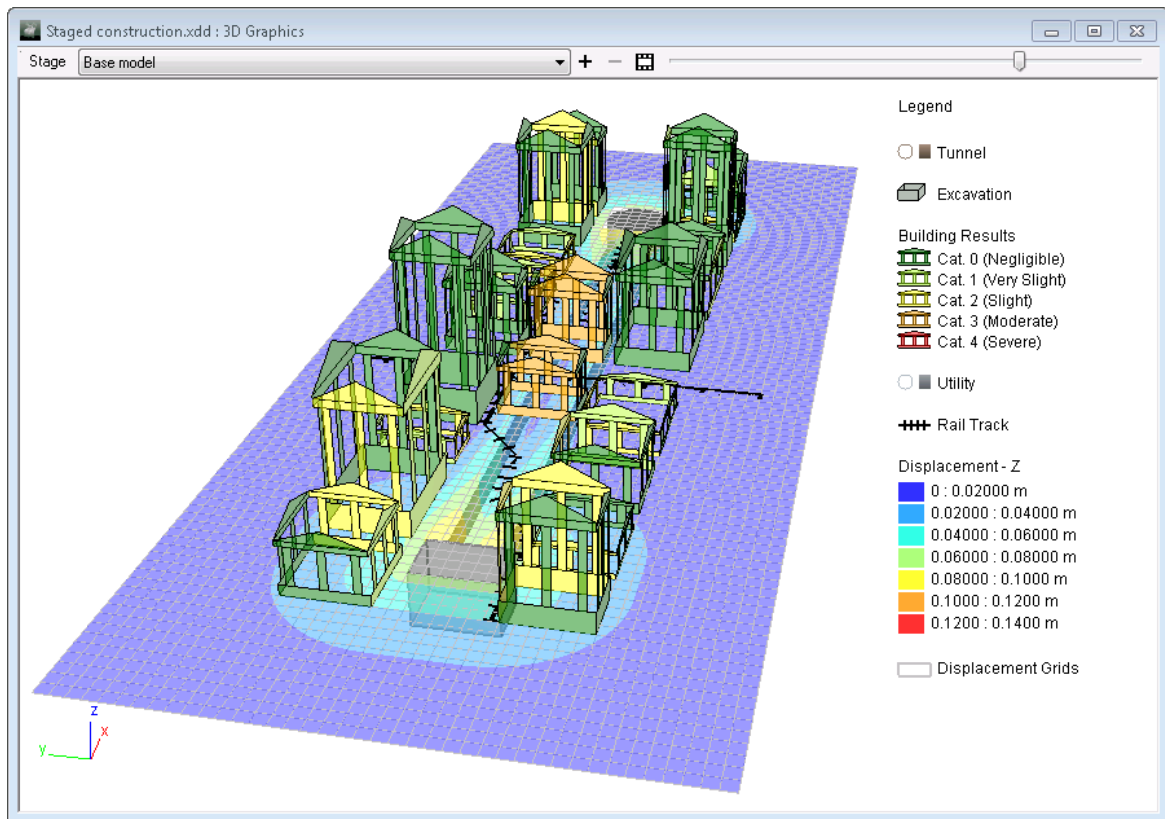 Staged construction.xdd : 3D Graphics
Stage Base model
Legend
Tunnel
Excavation
Building Results
Cat. 0 (Negligible)
Cat. 1 (Very Slight)
Cat. 2 (Slight)
Cat. 3 (Moderate)
Cat. 4 (Severe)
Utility
Rail Track
Displacement - Z
0 : 0.02000 m
0.02000 : 0.04000 m
0.04000 : 0.06000 m
0.06000 : 0.08000 m
0.08000 : 0.1000 m
0.1000 : 0.1200 m
0.1200 : 0.1400 m
Displacement Grids
z
x
y